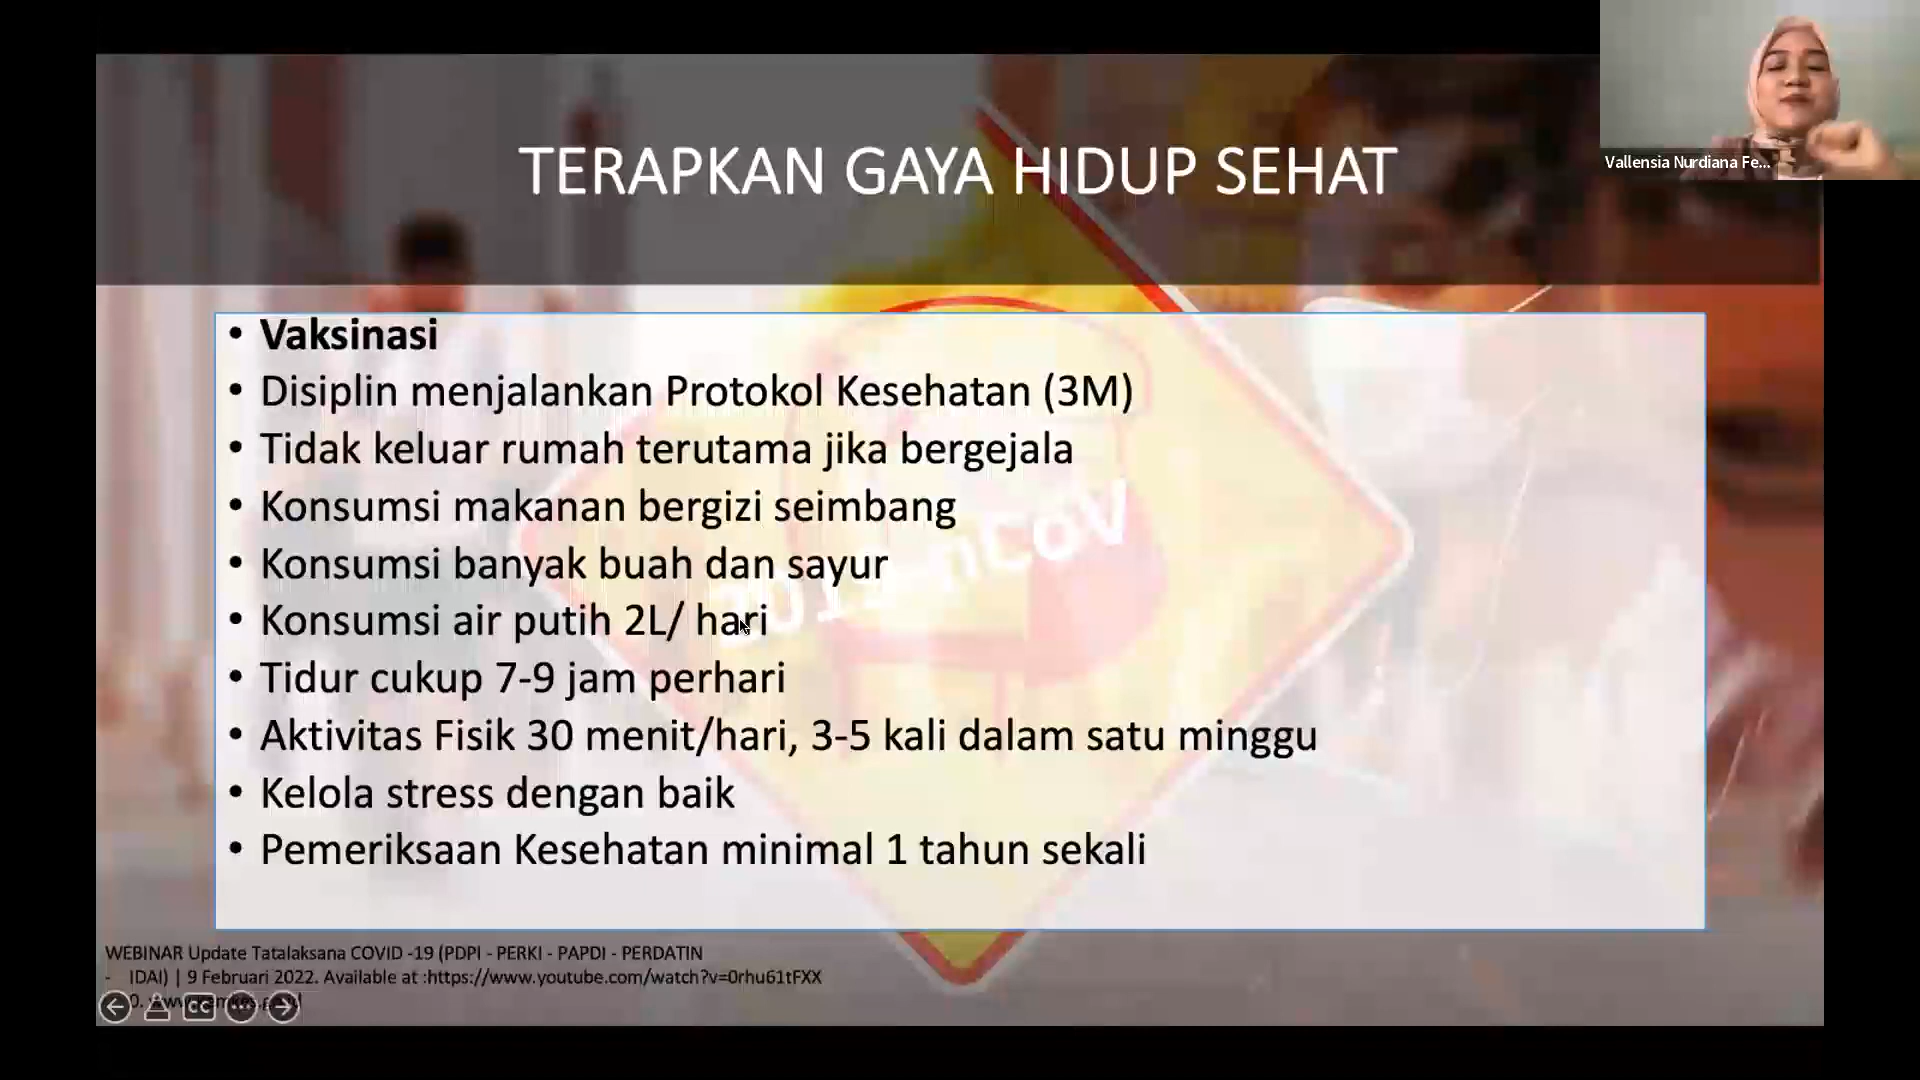 TERAPKAN GAYA HIDUP SEHAT
Vallensia Nurdiana Fe...
• Vaksinasi
• Disiplin menjalankan Protokol Kesehatan (3M)
• Tidak keluar rumah terutama jika bergejala
• Konsumsi makanan bergizi seimbang
• Konsumsi banyak buah dan sayur
• Konsumsi air putih 2L/ hari
• Tidur cukup 7-9 jam perhari
• Aktivitas Fisik 30 menit/hari, 3-5 kali dalam satu minggu
• Kelola stress dengan baik
• Pemeriksaan Kesehatan minimal 1 tahun sekali
WEBINAR Update Tatalaksana COVID -19 (PDPI - PERKI - PAPDI - PERDATIN
- IDAI) | 9 Februari 2022. Available at :https://www.youtube.com/watch?v=0rhu61tFXX
0.
CC